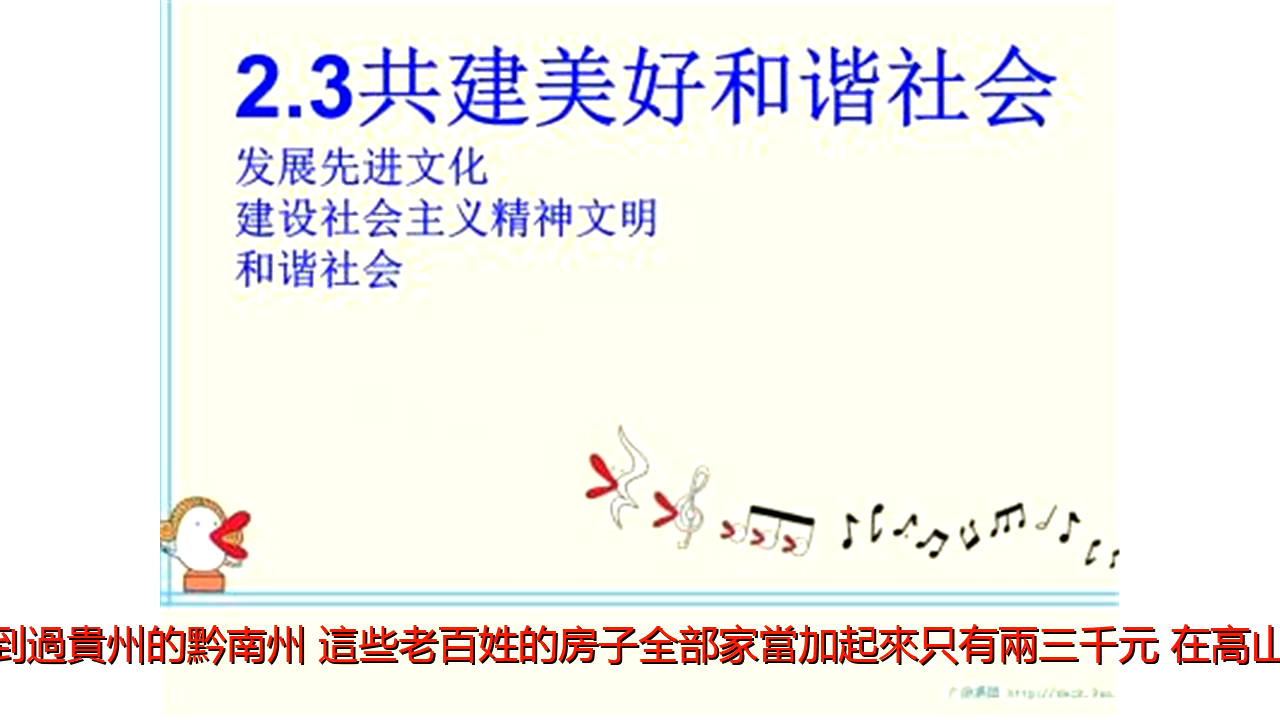 2.3共建美好和谐社会
发展先进文化
建设社会主义精神文明
和谐社会
到過貴州的黔南州 這些老百姓的房子全部家當加起來只有兩三千元 在高山